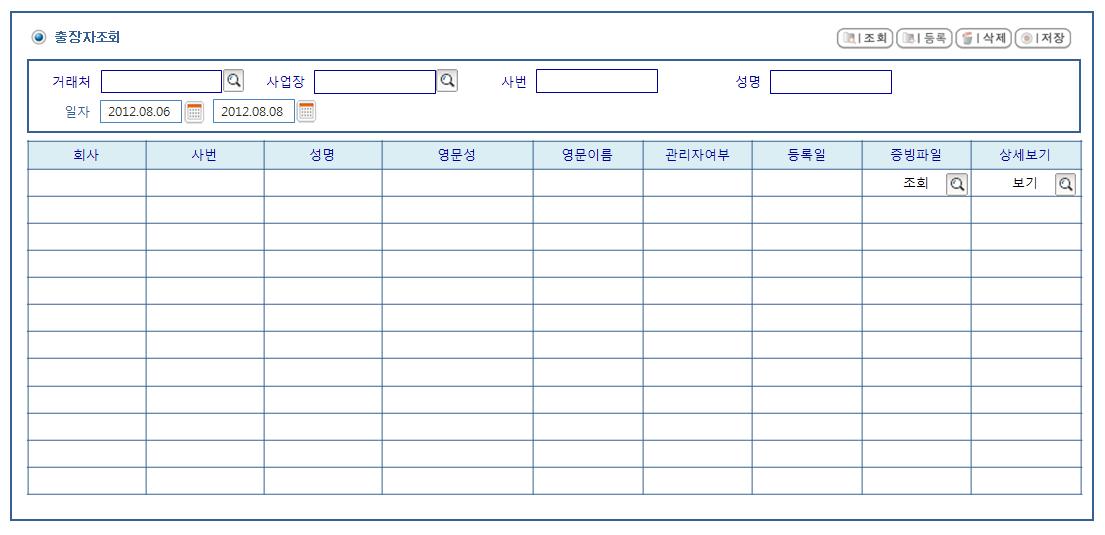 출장자조회 조회 등록 삭제 저장
거래처 사업장 사번 성명
일자 2012.08.06 2012.08.08
회사 사번 성명 영문성 영문이름 관리자여부 등록일 증빙파일 상세보기
조회 보기